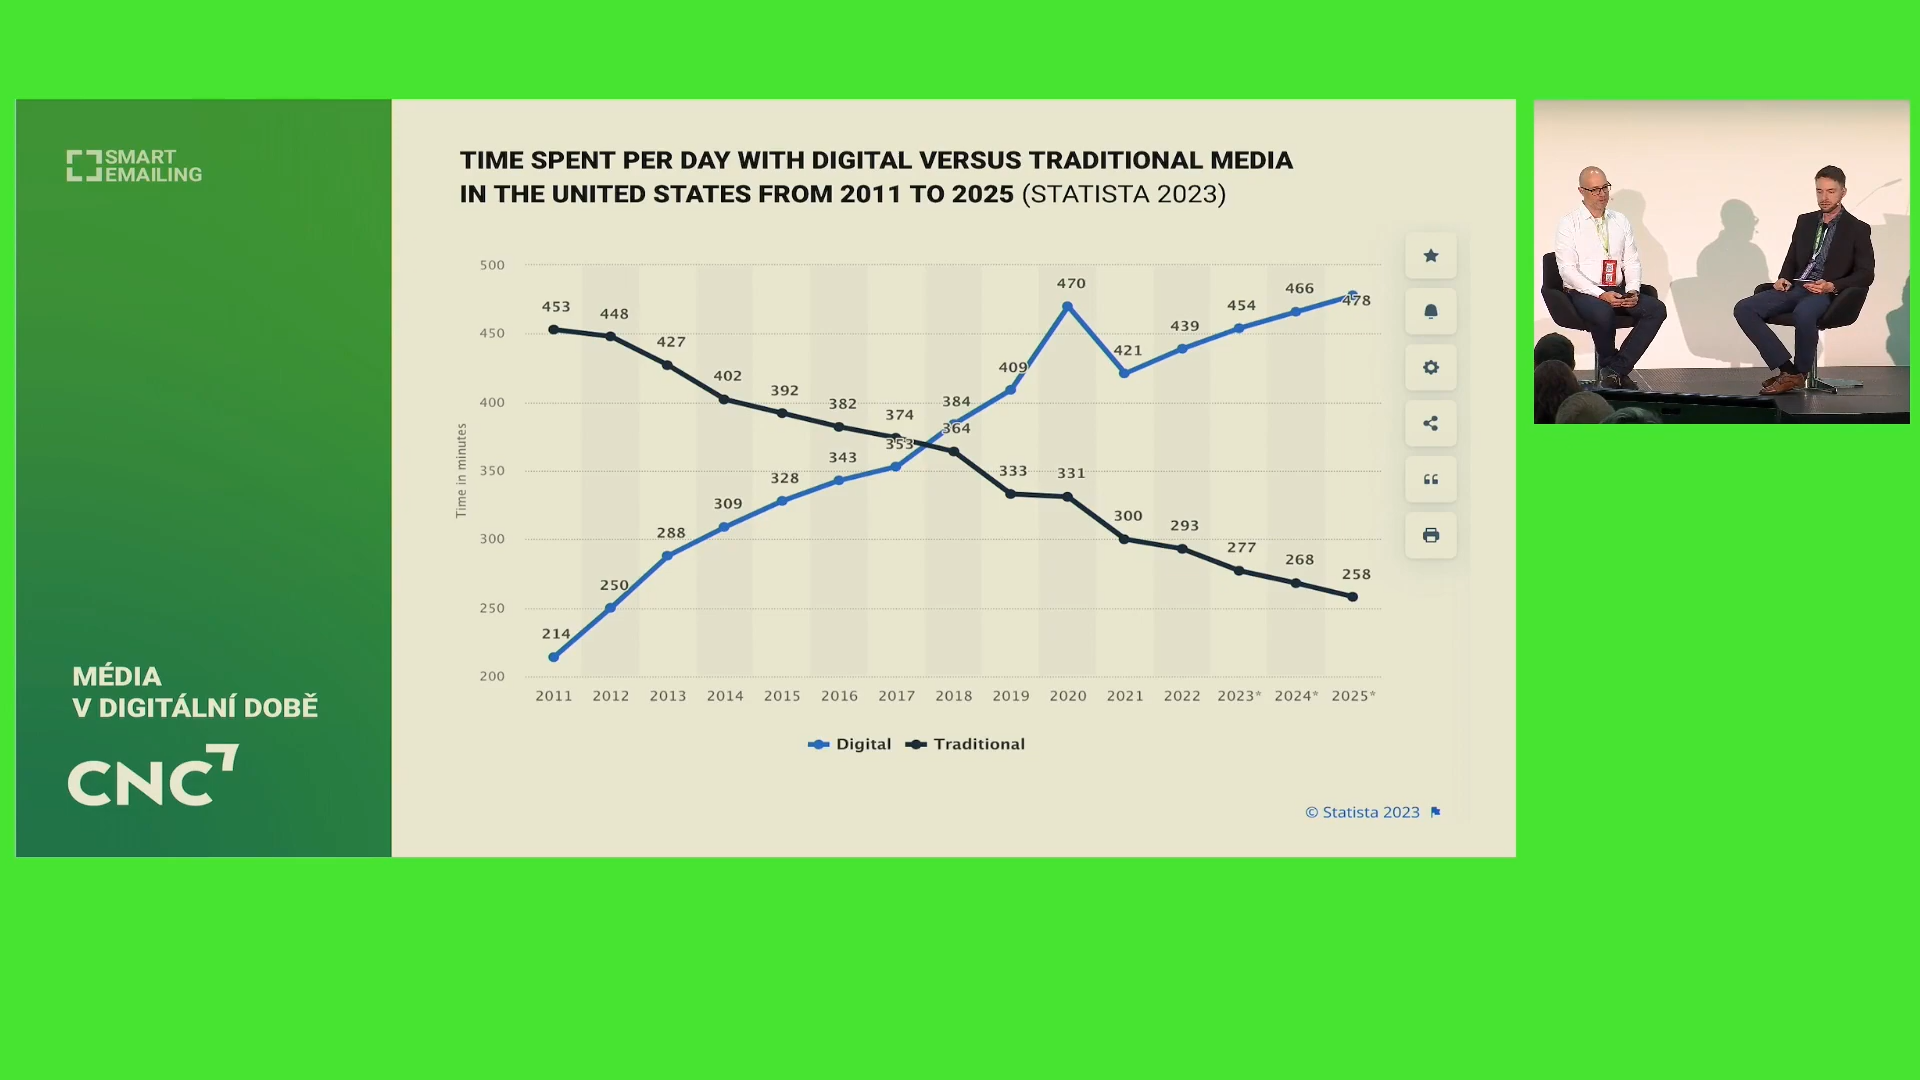 SMART
EMAILING
MÉDIA
V DIGITÁLNÍ DOBĚ
CNC
TIME SPENT PER DAY WITH DIGITAL VERSUS TRADITIONAL MEDIA
IN THE UNITED STATES FROM 2011 TO 2025 (STATISTA 2023)
Time in minutes
500
450
400
350
300
250
200
453 448 427 402 392 382 374 364 333 331 300 293 277 268 258
214 250 288 309 328 343 353 384 409 470 421 439 454 466 478
2011 2012 2013 2014 2015 2016 2017 2018 2019 2020 2021 2022 2023* 2024* 2025*
Digital Traditional
© Statista 2023